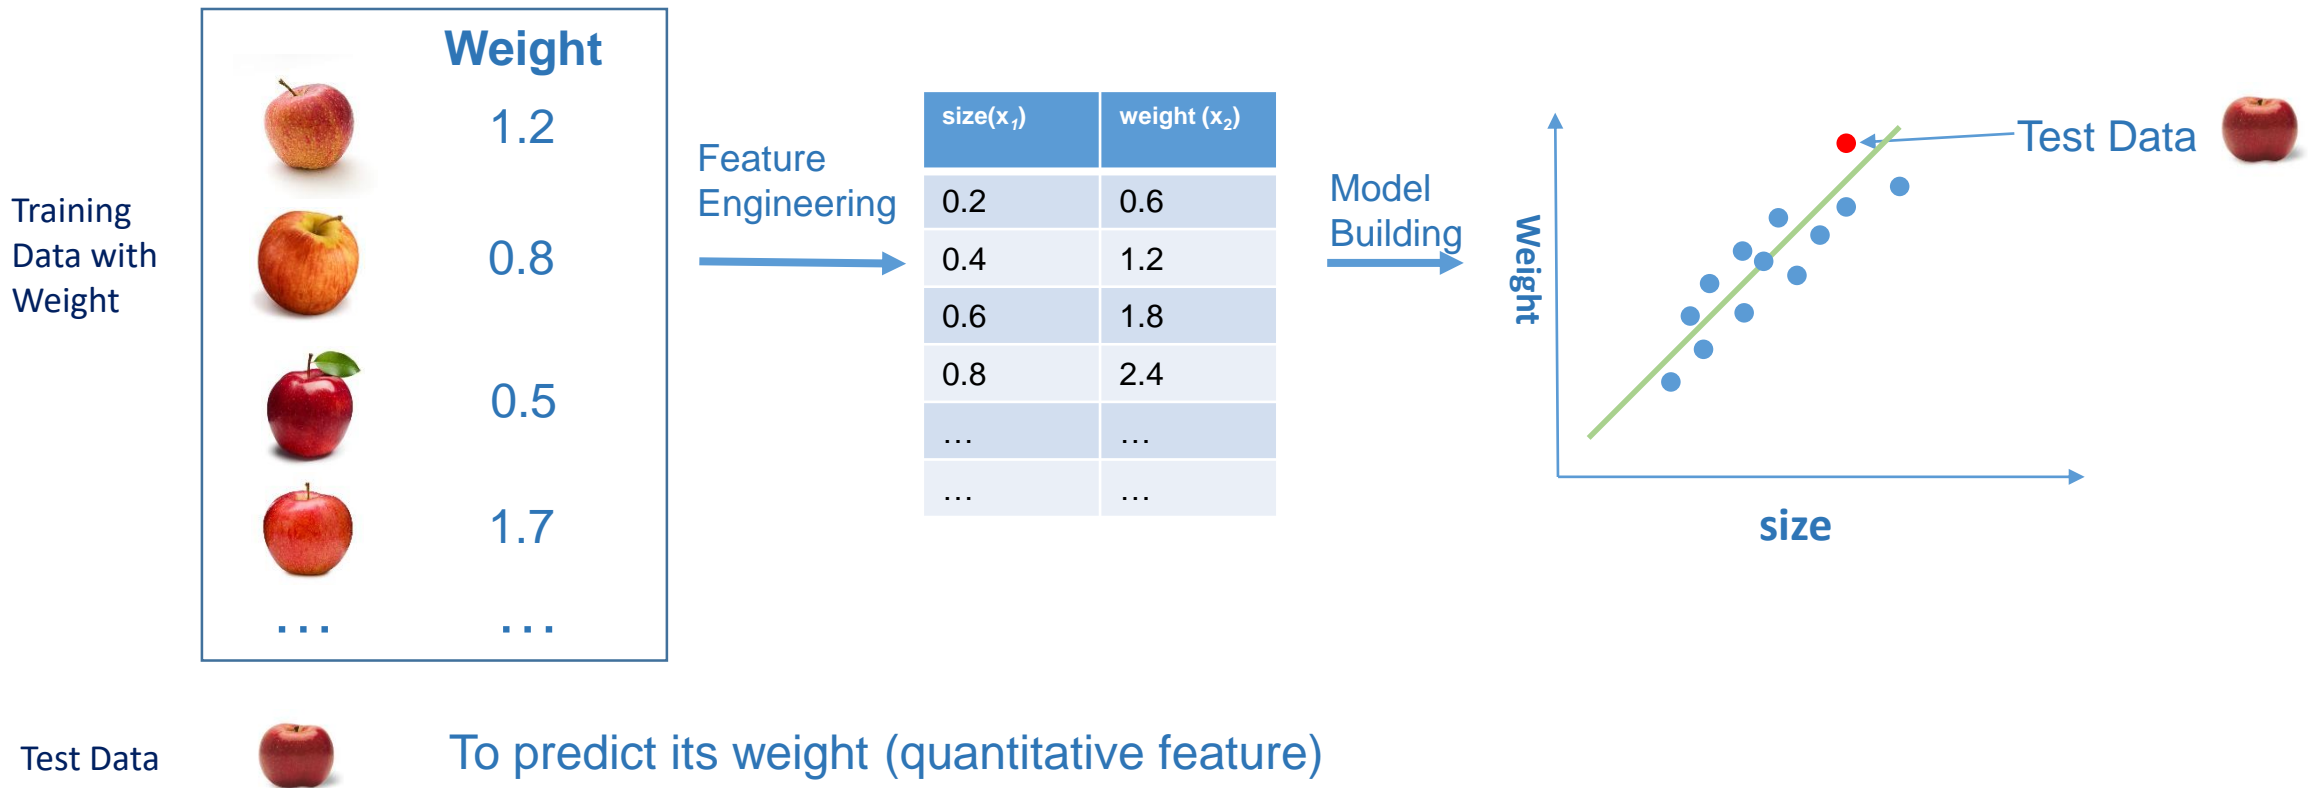 Weight
1.2
0.8
0.5
1.7
… …
Training
Data with
Weight
Feature
Engineering
size(x1) weight (x2)
0.2 0.6
0.4 1.2
0.6 1.8
0.8 2.4
… …
… …
Model
Building
Weight
size
Test Data
Test Data
To predict its weight (quantitative feature)